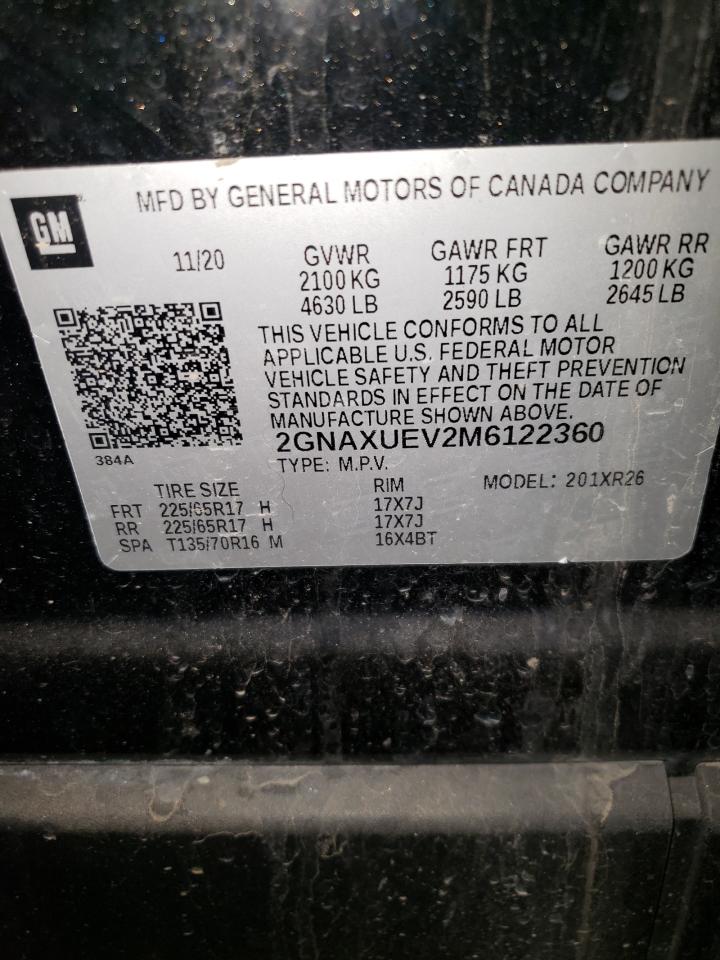 MFD BY GENERAL MOTORS OF CANADA COMPANY
GM
11/20
GVWR
2100 KG
4630 LB
GAWR FRT
1175 KG
2590 LB
GAWR RR
1200 KG
2645 LB
THIS VEHICLE CONFORMS TO ALL
APPLICABLE U.S. FEDERAL MOTOR
VEHICLE SAFETY AND THEFT PREVENTION
STANDARDS IN EFFECT ON THE DATE OF
MANUFACTURE SHOWN ABOVE.
2GNAXUEV2M6122360
384A
TYPE: M.P.V.
MODEL: 201XR26
TIRE SIZE RIM
FRT 225/65R17 H 17X7J
RR 225/65R17 H 17X7J
SPA T135/70R16 M 16X4BT